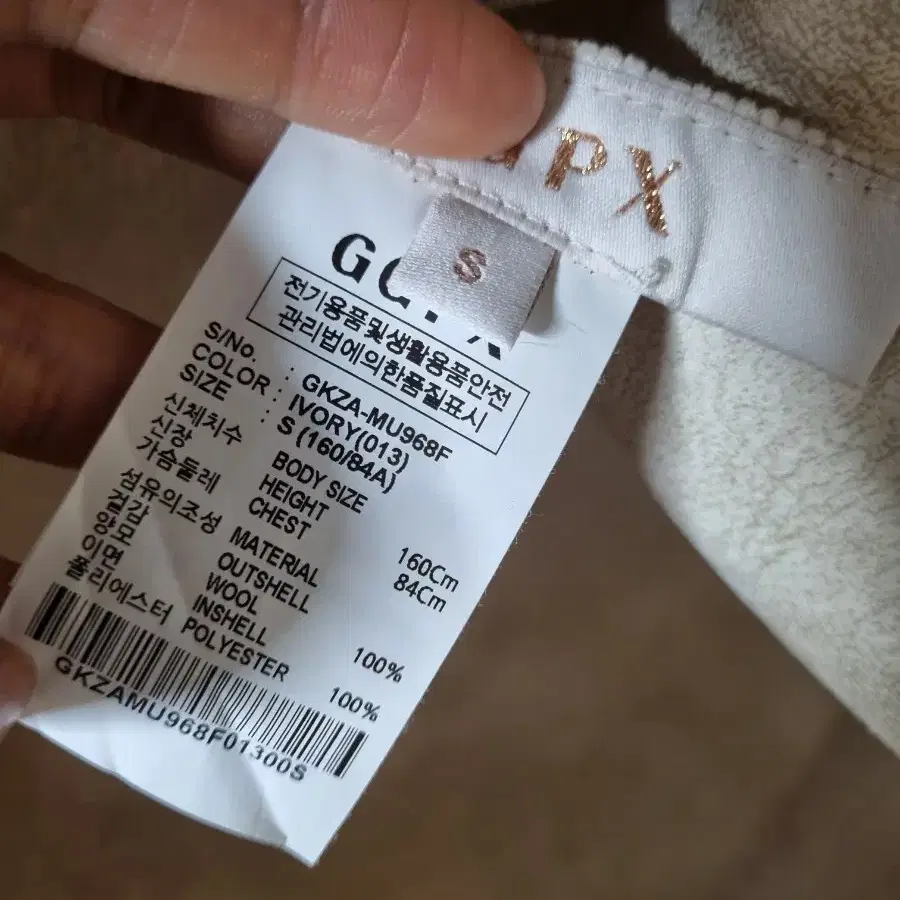 PX
S
전기용품및생활용품안전
관리법에의한품질표시
S/No. : GKZA-MU968F
COLOR : IVORY(013)
SIZE : S (160/84A)
신체치수 BODY SIZE
신장 HEIGHT 160Cm
가슴둘레 CHEST 84Cm
섬유의조성 MATERIAL
겉감 OUTSHELL
양모 WOOL 100%
이면 INSHELL
폴리에스터 POLYESTER 100%
GKZAMU968F01300S